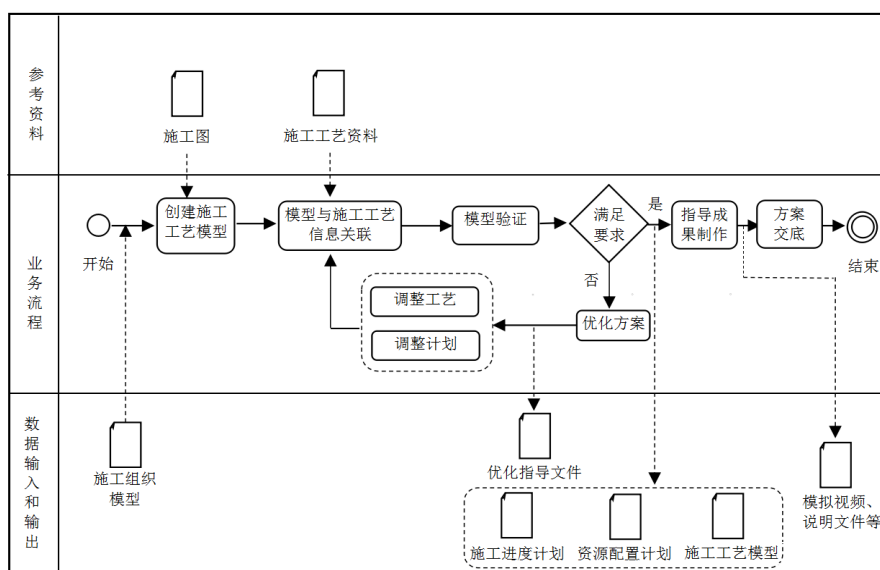 参考资料
施工图
施工工艺资料
业务流程
开始
创建施工
工艺模型
模型与施工工艺
信息关联
模型验证
满足
要求
是
否
指导成
果制作
方案
交底
结束
调整工艺
调整计划
优化方案
数据输入和输出
施工组织
模型
优化指导文件
施工进度计划
资源配置计划
施工工艺模型
模拟视频、
说明文件等